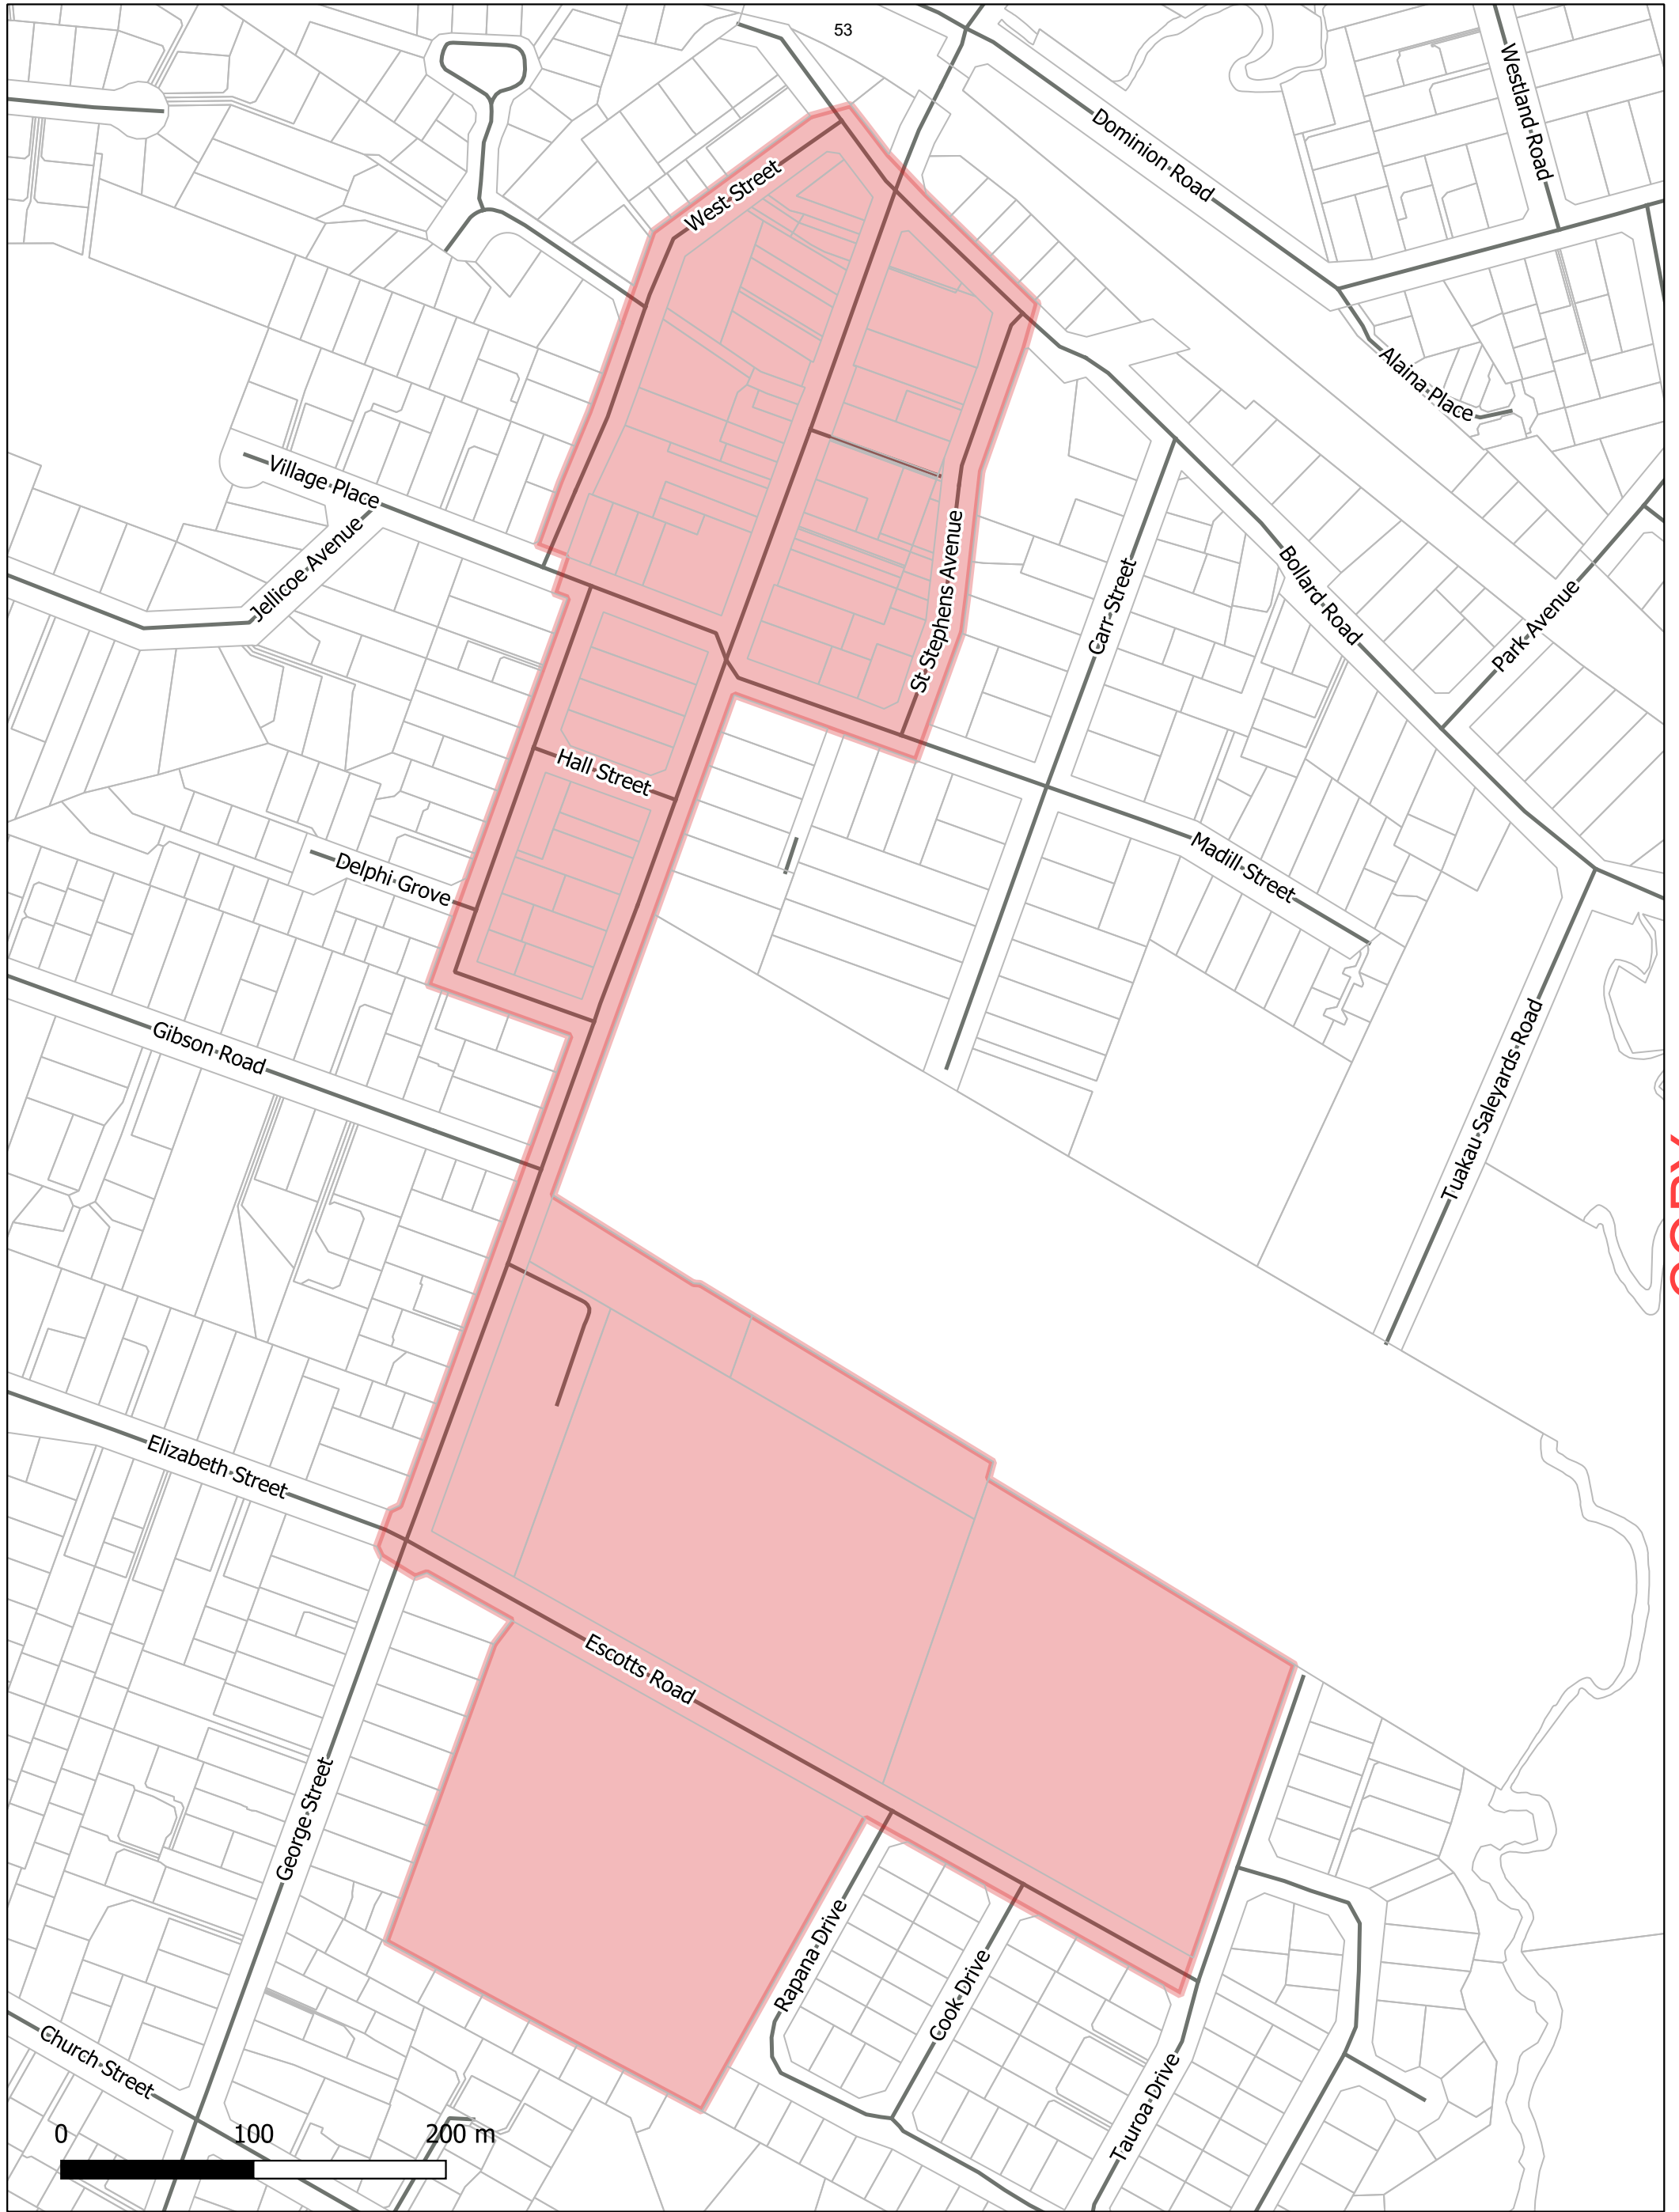 53
Westland Road
Dominion Road
West Street
Alaina Place
Village Place
Jellicoe Avenue
St Stephens Avenue
Carr Street
Bollard Road
Park Avenue
Hall Street
Madill Street
Delphi Grove
Gibson Road
Tuakau Saleyards Road
Elizabeth Street
Escotts Road
George Street
Rapana Drive
Cook Drive
Church Street
Tauroa Drive
0 100 200 m